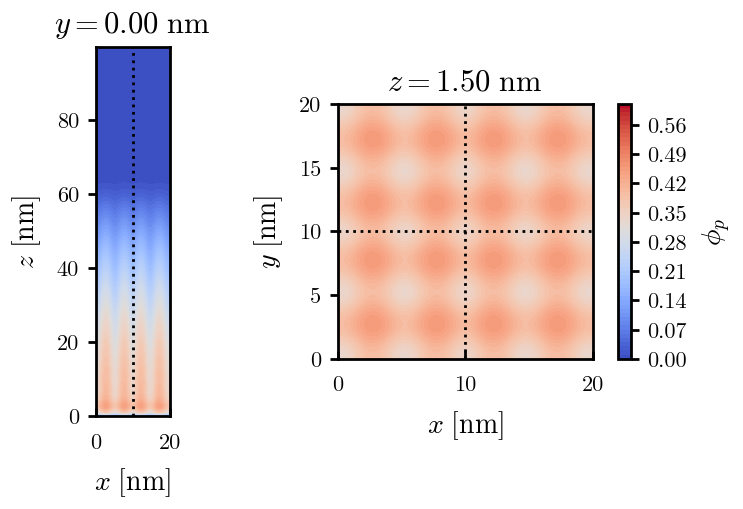 y = 0.00 nm
80
60
40
20
0
z [nm]
0 20
x [nm]
z = 1.50 nm
20
15
10
5
0
y [nm]
0 10 20
x [nm]
0.56
0.49
0.42
0.35
0.28
0.21
0.14
0.07
0.00
ϕp